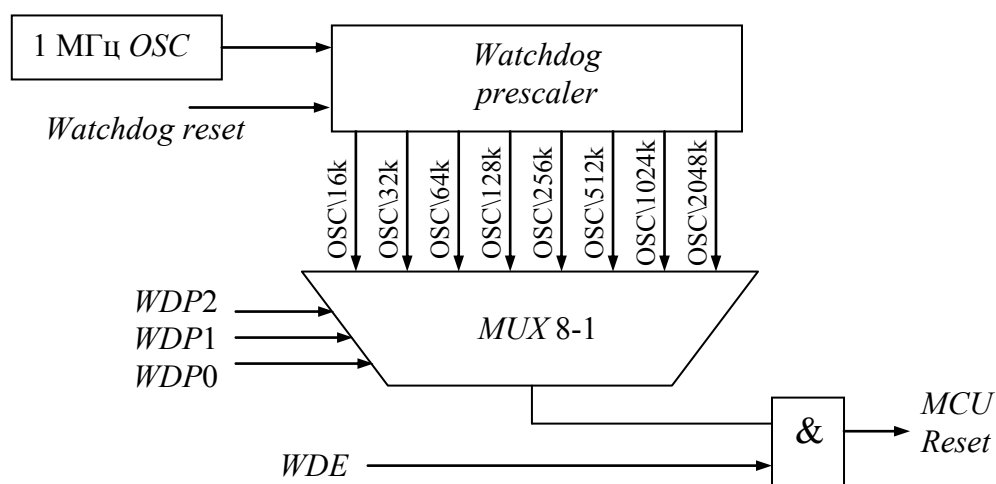 1 МГц OSC
Watchdog
prescaler
Watchdog reset
OSC\16k
OSC\32k
OSC\64k
OSC\128k
OSC\256k
OSC\512k
OSC\1024k
OSC\2048k
WDP2
WDP1
WDP0
MUX 8-1
&
MCU
Reset
WDE